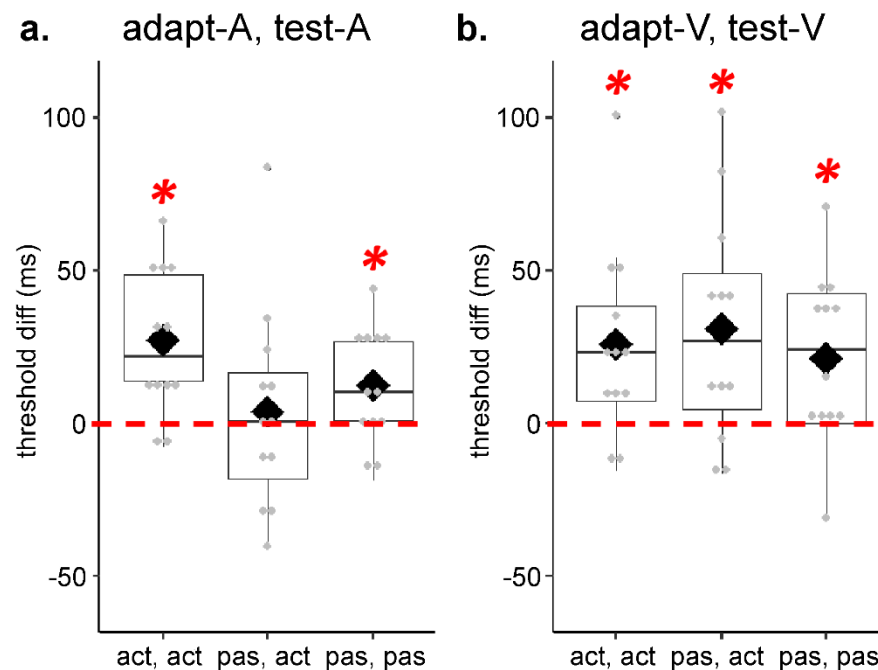 a. adapt-A, test-A
threshold diff (ms)
100
50
0
-50
*
*
act, act pas, act pas, pas
b. adapt-V, test-V
threshold diff (ms)
100
50
0
-50
*
*
*
act, act pas, act pas, pas